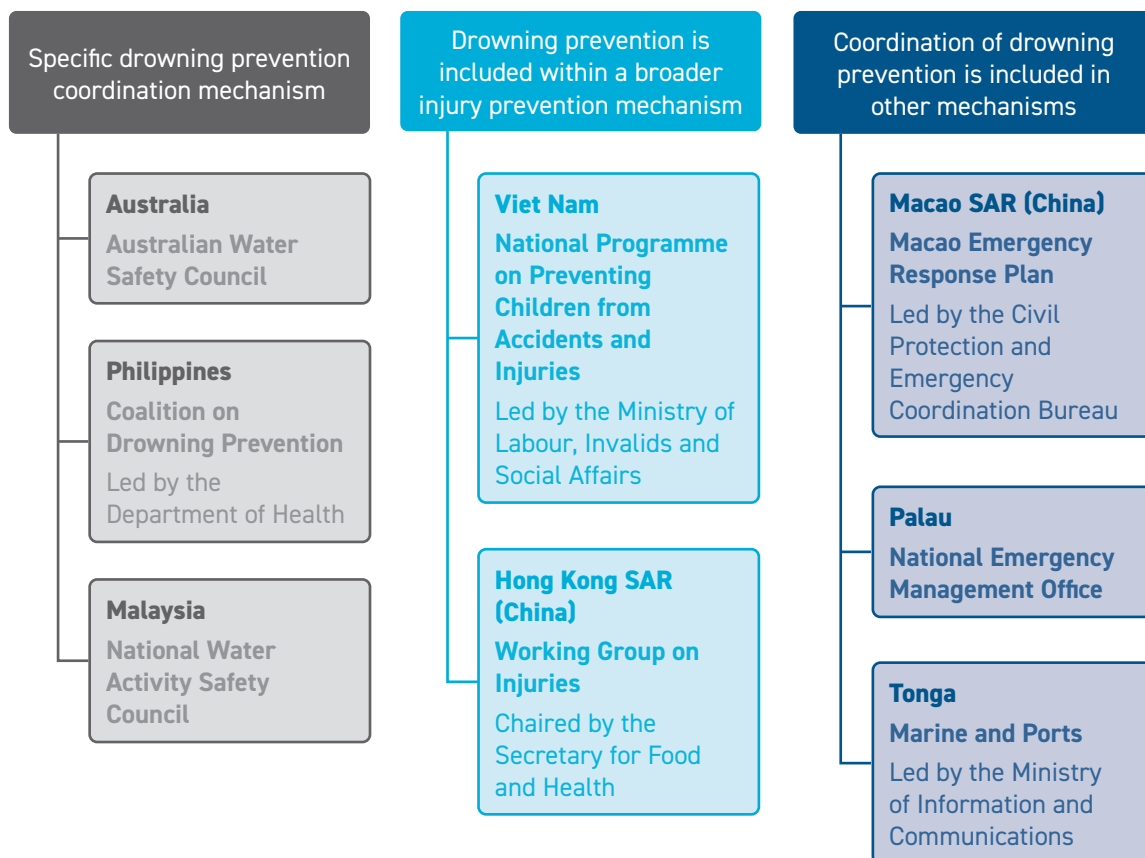 Specific drowning prevention
coordination mechanism
Australia
Australian Water
Safety Council
Philippines
Coalition on
Drowning Prevention
Led by the
Department of Health
Malaysia
National Water
Activity Safety
Council
Drowning prevention is
included within a broader
injury prevention mechanism
Viet Nam
National Programme
on Preventing
Children from
Accidents and
Injuries
Led by the Ministry of
Labour, Invalids and
Social Affairs
Hong Kong SAR
(China)
Working Group on
Injuries
Chaired by the
Secretary for Food
and Health
Coordination of drowning
prevention is included in
other mechanisms
Macao SAR (China)
Macao Emergency
Response Plan
Led by the Civil
Protection and
Emergency
Coordination Bureau
Palau
National Emergency
Management Office
Tonga
Marine and Ports
Led by the Ministry
of Information and
Communications